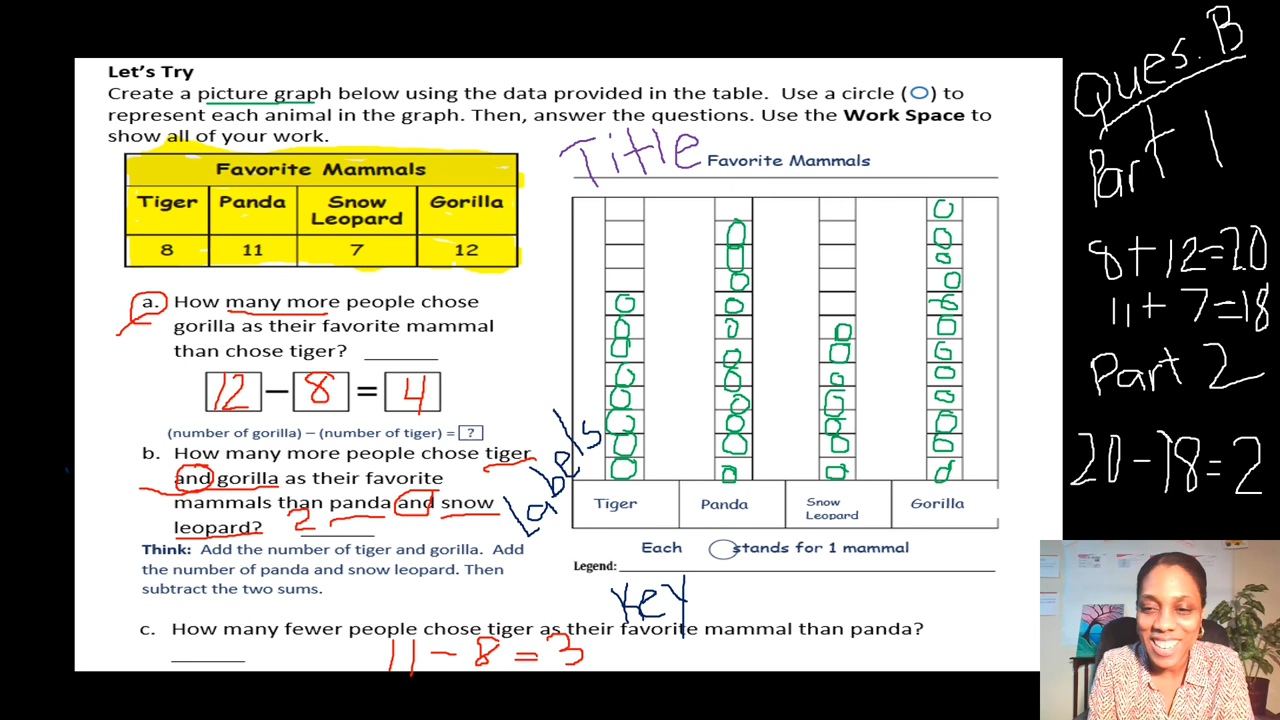 Let's Try
Create a picture graph below using the data provided in the table. Use a circle (O) to
represent each animal in the graph. Then, answer the questions. Use the Work Space to
show all of your work.
Favorite Mammals
Tiger Panda Snow Leopard Gorilla
8 11 7 12
a. How many more people chose
gorilla as their favorite mammal
than chose tiger?
12 – 8 = 4
(number of gorilla) – (number of tiger) = ?
b. How many more people chose tiger
and gorilla as their favorite
mammals than panda and snow
leopard? 2
Think: Add the number of tiger and gorilla. Add
the number of panda and snow leopard. Then
subtract the two sums.
c. How many fewer people chose tiger as their favorite mammal than panda?
11 – 8 = 3
Title
Favorite Mammals
Labels
Tiger
Panda
Snow
Leopard
Gorilla
Each stands for 1 mammal
Legend:
Key
Ques. B
Part 1
8 + 12 = 20
11 + 7 = 18
Part 2
20 – 18 = 2